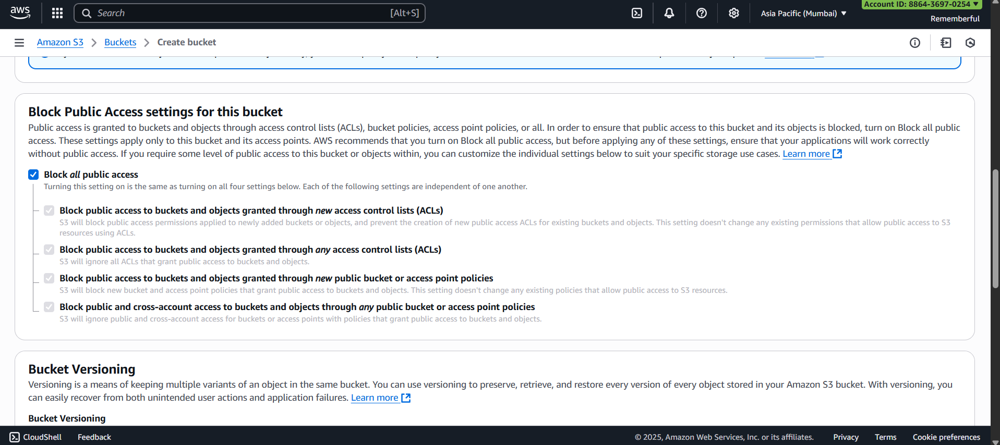 aws
Search
[Alt+S]
Asia Pacific (Mumbai)
Account ID: 8864-3697-0254
Rememberful
Amazon S3
Buckets
Create bucket
Block Public Access settings for this bucket
Public access is granted to buckets and objects through access control lists (ACLs), bucket policies, access point policies, or all. In order to ensure that public access to this bucket and its objects is blocked, turn on Block all public
access. These settings apply only to this bucket and its access points. AWS recommends that you turn on Block all public access, but before applying any of these settings, ensure that your applications will work correctly
without public access. If you require some level of public access to this bucket or objects within, you can customize the individual settings below to suit your specific storage use cases. Learn more
Block all public access
Turning this setting on is the same as turning on all four settings below. Each of the following settings are independent of one another.
Block public access to buckets and objects granted through new access control lists (ACLs)
S3 will block public access permissions applied to newly added buckets or objects, and prevent the creation of new public access ACLs for existing buckets and objects. This setting doesn't change any existing permissions that allow public access to S3
resources using ACLs.
Block public access to buckets and objects granted through any access control lists (ACLs)
S3 will ignore all ACLs that grant public access to buckets and objects.
Block public access to buckets and objects granted through new public bucket or access point policies
S3 will block new bucket and access point policies that grant public access to buckets and objects. This setting doesn't change any existing policies that allow public access to S3 resources.
Block public and cross-account access to buckets and objects through any public bucket or access point policies
S3 will ignore public and cross-account access for buckets or access points with policies that grant public access to buckets and objects.
Bucket Versioning
Versioning is a means of keeping multiple variants of an object in the same bucket. You can use versioning to preserve, retrieve, and restore every version of every object stored in your Amazon S3 bucket. With versioning, you
can easily recover from both unintended user actions and application failures. Learn more
Bucket Versioning
CloudShell
Feedback
© 2025, Amazon Web Services, Inc. or its affiliates.
Privacy
Terms
Cookie preferences